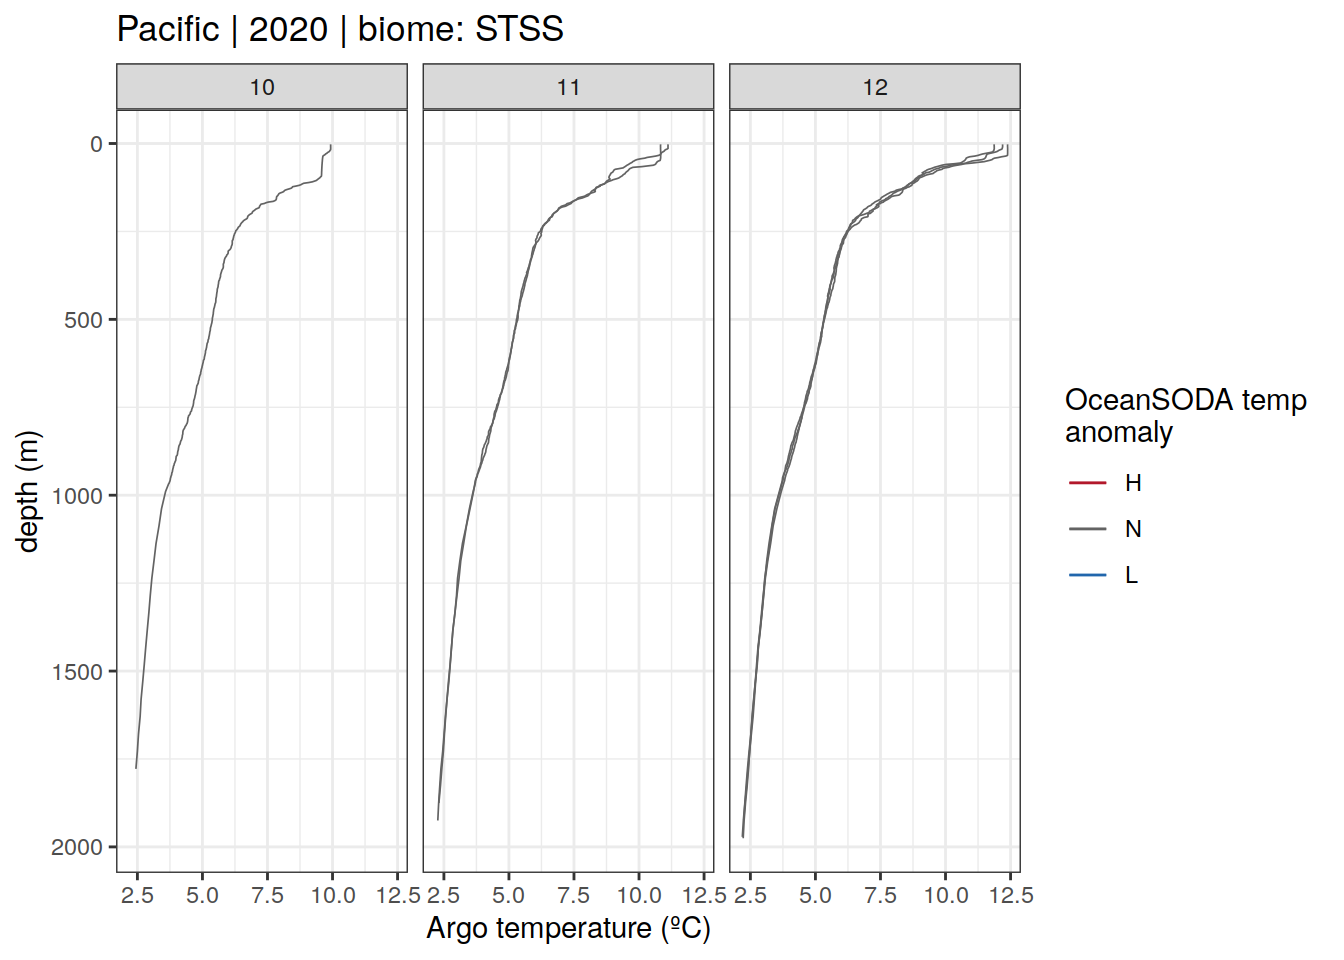 Pacific | 2020 | biome: STSS
10 11 12
0
500
1000
1500
2000
depth (m)
2.5 5.0 7.5 10.0 12.5 2.5 5.0 7.5 10.0 12.5 2.5 5.0 7.5 10.0 12.5
Argo temperature (ºC)
OceanSODA temp
anomaly
H
N
L